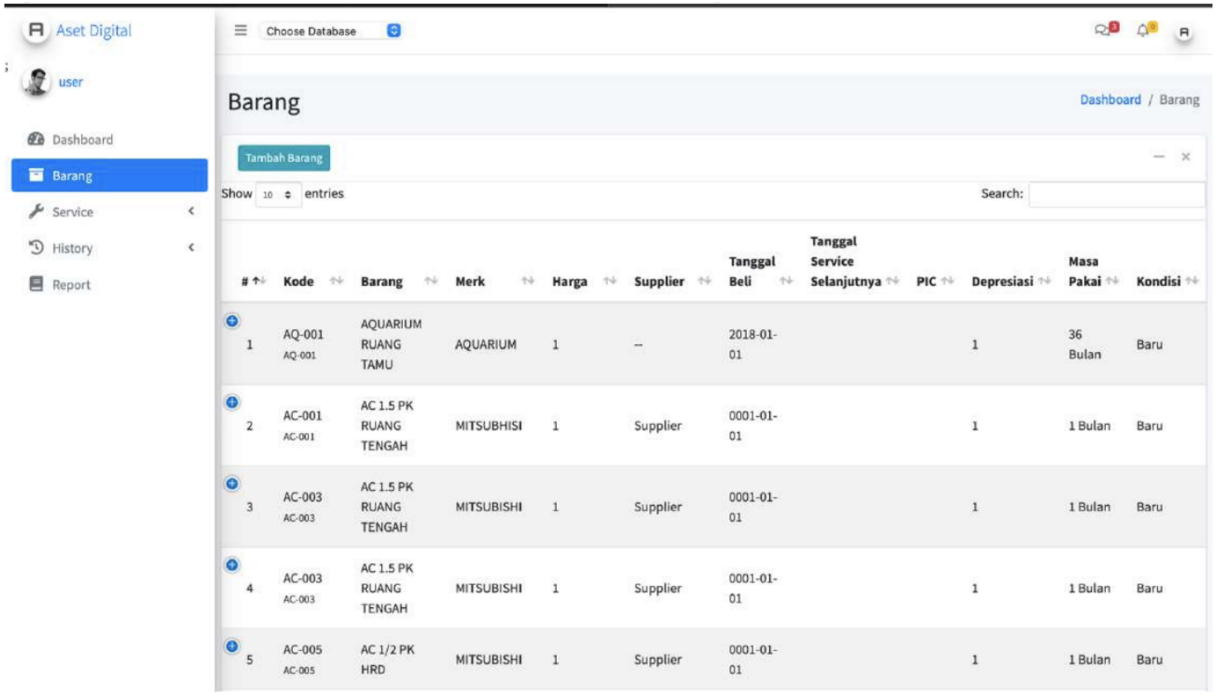 Aset Digital
Choose Database
3
0
;
user
Barang
Dashboard / Barang
Dashboard
Tambah Barang
Barang
Show 10 entries
Search:
Service
History
Report
# Kode Barang Merk Harga Supplier Tanggal Beli Tanggal Service Selanjutnya PIC Depresiasi Masa Pakai Kondisi
1 AQ-001 AQ-001 AQUARIUM RUANG TAMU AQUARIUM 1 -- 2018-01-01 1 36 Bulan Baru
2 AC-001 AC-001 AC 1.5 PK RUANG TENGAH MITSUBHISI 1 Supplier 0001-01-01 1 1 Bulan Baru
3 AC-003 AC-003 AC 1.5 PK RUANG TENGAH MITSUBISHI 1 Supplier 0001-01-01 1 1 Bulan Baru
4 AC-003 AC-003 AC 1.5 PK RUANG TENGAH MITSUBISHI 1 Supplier 0001-01-01 1 1 Bulan Baru
5 AC-005 AC-005 AC 1/2 PK HRD MITSUBISHI 1 Supplier 0001-01-01 1 1 Bulan Baru